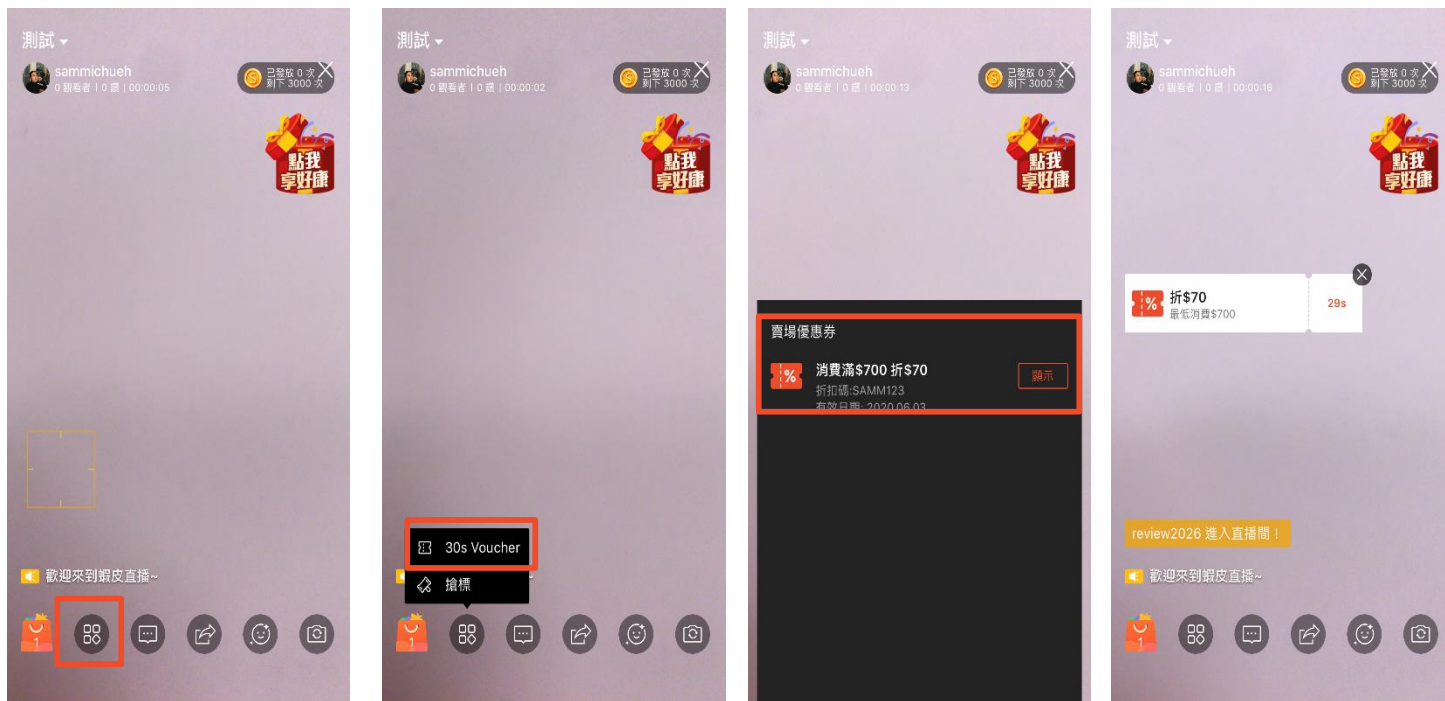 測試
sammichueh
0 觀看者 | 0 讚 | 00:00:05
已發放 0 次
剩下 3000 次
點我
享好康
歡迎來到蝦皮直播~
1
測試
sammichueh
0 觀看者 | 0 讚 | 00:00:02
已發放 0 次
剩下 3000 次
點我
享好康
30s Voucher
搶標
1
測試
sammichueh
0 觀看者 | 0 讚 | 00:00:13
已發放 0 次
剩下 3000 次
點我
享好康
賣場優惠券
%
消費滿$700 折$70
折扣碼:SAMM123
有效日期: 2020.06.03
顯示
測試
sammichueh
0 觀看者 | 0 讚 | 00:00:16
已發放 0 次
剩下 3000 次
點我
享好康
%
折$70
最低消費$700
29s
review2026 進入直播間！
歡迎來到蝦皮直播~
1